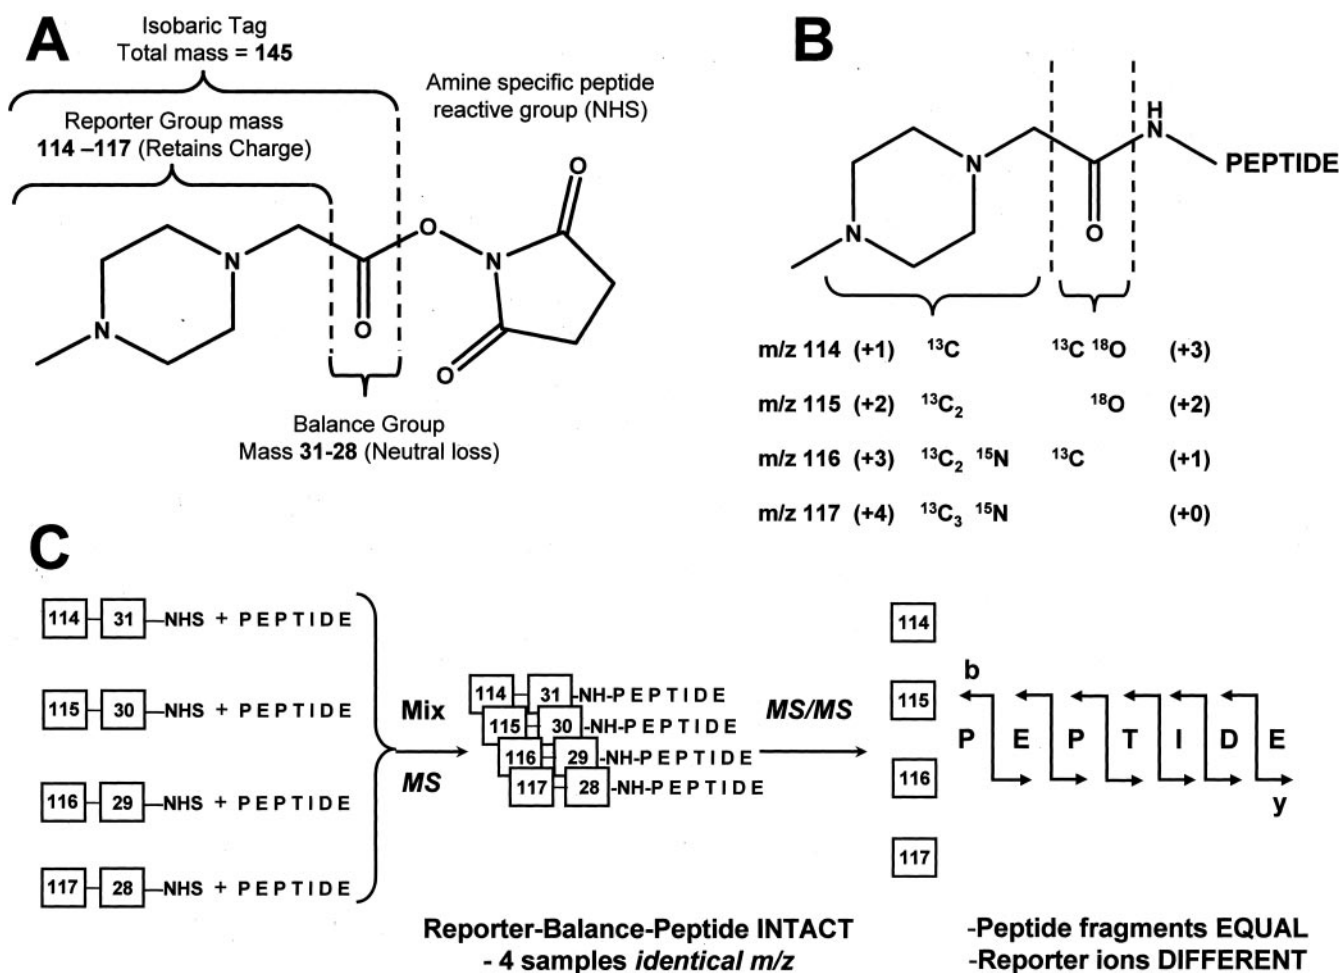 A
Isobaric Tag
Total mass = 145
Reporter Group mass
114 –117 (Retains Charge)
Amine specific peptide
reactive group (NHS)
N
N
O
O
N
O
O
Balance Group
Mass 31-28 (Neutral loss)
B
N
N
O
H
N
PEPTIDE
m/z 114 (+1) ¹³C ¹³C ¹⁸O (+3)
m/z 115 (+2) ¹³C₂ ¹⁸O (+2)
m/z 116 (+3) ¹³C₂ ¹⁵N ¹³C (+1)
m/z 117 (+4) ¹³C₃ ¹⁵N (+0)
C
114 31 –NHS + PEPTIDE
115 30 –NHS + PEPTIDE
116 29 –NHS + PEPTIDE
117 28 –NHS + PEPTIDE
Mix
MS
114 31 -NH-PEPTIDE
115 30 -NH-PEPTIDE
116 29 -NH-PEPTIDE
117 28 -NH-PEPTIDE
MS/MS
114
115
116
117
b
P E P T I D E
y
Reporter-Balance-Peptide INTACT
- 4 samples identical m/z
-Peptide fragments EQUAL
-Reporter ions DIFFERENT